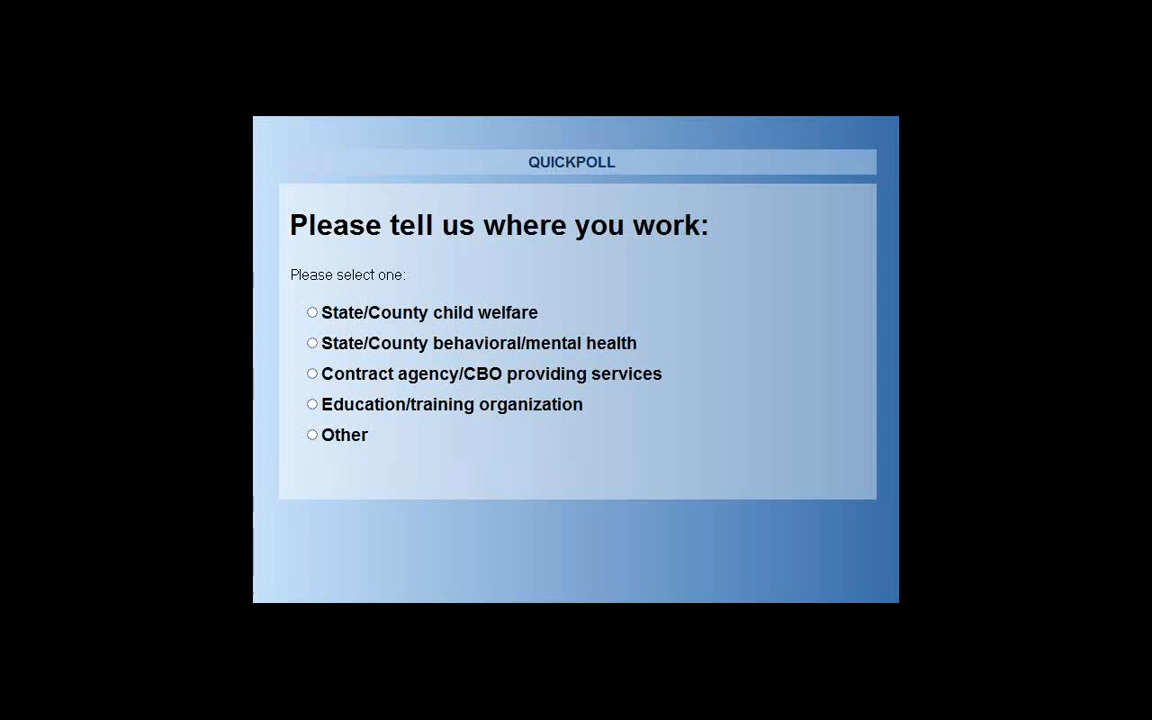 QUICKPOLL
Please tell us where you work:
Please select one:
State/County child welfare
State/County behavioral/mental health
Contract agency/CBO providing services
Education/training organization
Other